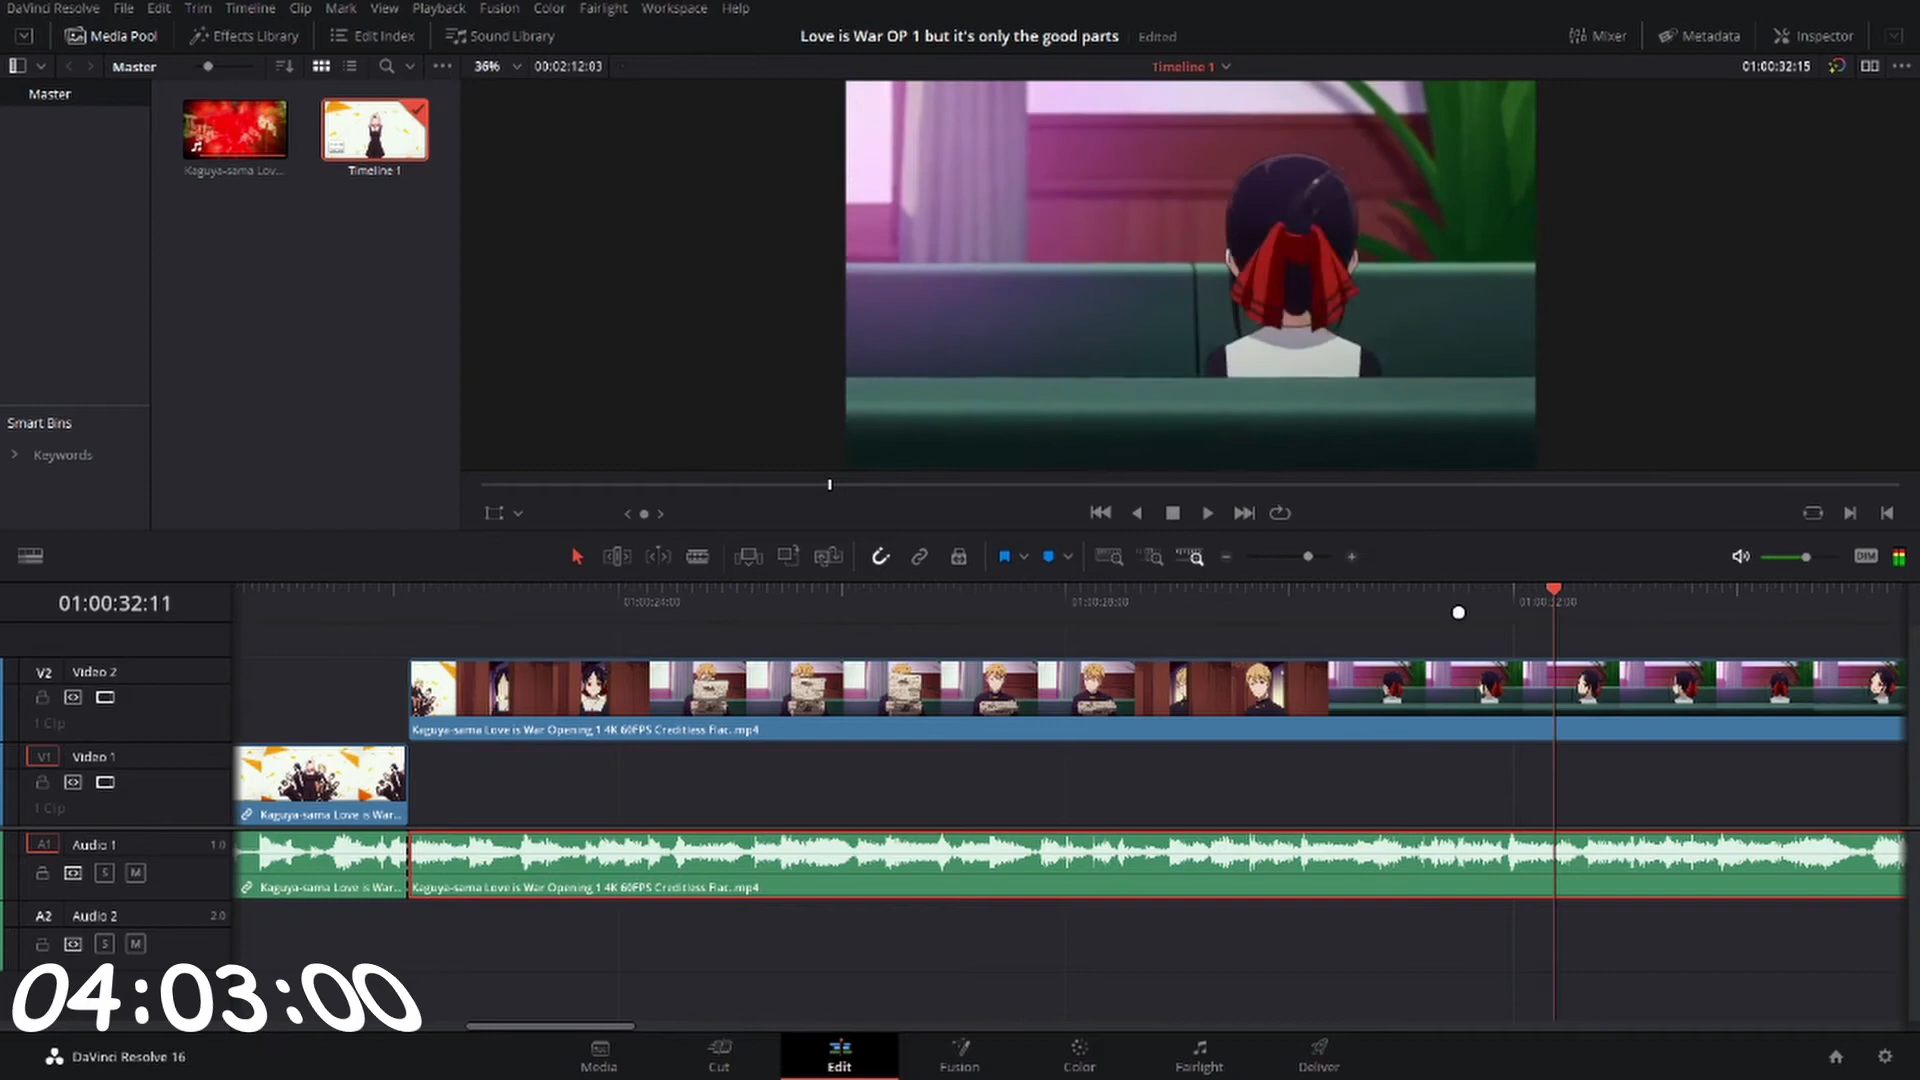 DaVinci Resolve File Edit Trim Timeline Clip Mark View Playback Fusion Color Fairlight Workspace Help
Media Pool Effects Library Edit Index Sound Library Love is War OP 1 but it's only the good parts Edited Mixer Metadata Inspector
Master 36% 00:02:12:03 Timeline 1 01:00:32:15
Master
Kaguya-sama Lov... Timeline 1
Smart Bins
Keywords
DIM
01:00:32:11 01:00:24:00 01:00:28:00 01:00:32:00
V2 Video 2
1 Clip
Kaguya-sama Love is War Opening 1 4K 60FPS Creditless Flac..mp4
V1 Video 1
1 Clip
Kaguya-sama Love is War...
A1 Audio 1 1.0
S M
Kaguya-sama Love is War... Kaguya-sama Love is War Opening 1 4K 60FPS Creditless Flac..mp4
A2 Audio 2 2.0
S M
04:03:00
DaVinci Resolve 16 Media Cut Edit Fusion Color Fairlight Deliver